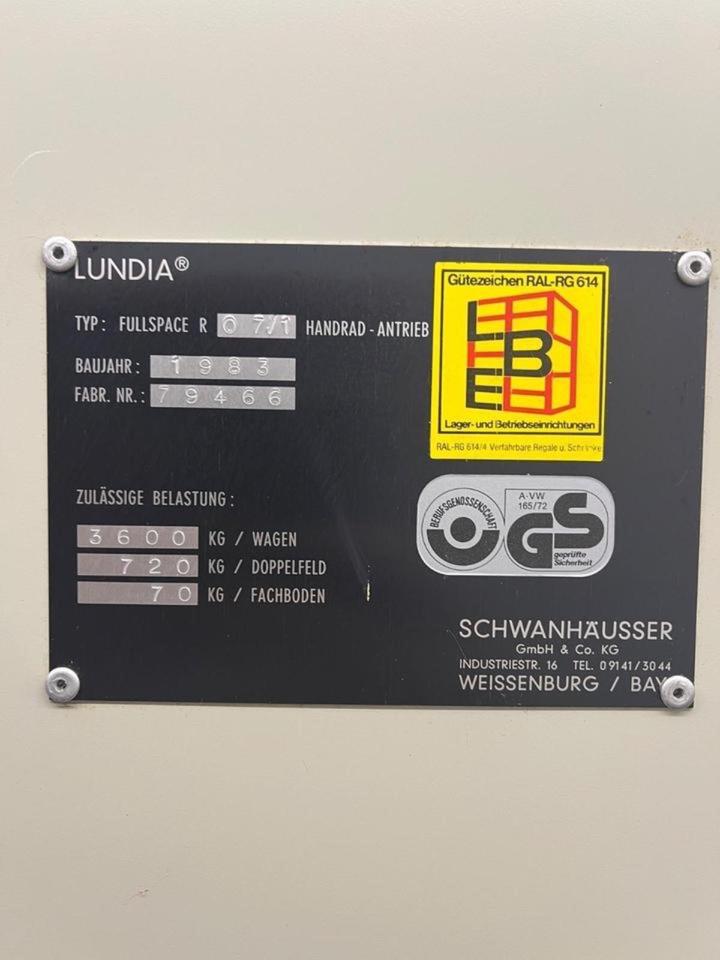 LUNDIA®
TYP: FULLSPACE R 07/1 HANDRAD-ANTRIEB
BAUJAHR: 1983
FABR. NR.: 79466
ZULÄSSIGE BELASTUNG:
3600 KG / WAGEN
720 KG / DOPPELFELD
70 KG / FACHBODEN
Gütezeichen RAL-RG 614
LBE
Lager- und Betriebseinrichtungen
RAL-RG 614/4 Verfahrbare Regale u. Schränke
BERUFSGENOSSENSCHAFT
A-VW
165/72
GS
geprüfte
Sicherheit
SCHWANHÄUSSER
GmbH & Co. KG
INDUSTRIESTR. 16 TEL. 09141/3044
WEISSENBURG / BAY